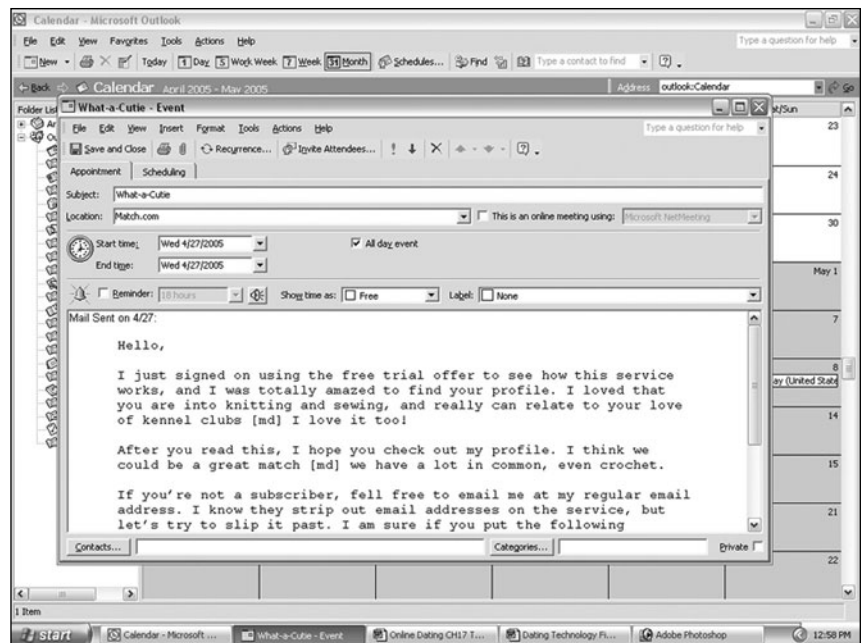 Calendar - Microsoft Outlook
File Edit View Favorites Tools Actions Help
Type a question for help
New Today 1 Day 5 Work Week 7 Week 31 Month Schedules... Find Type a contact to find
Back Calendar April 2005 - May 2005 Address outlook:Calendar Go
What-a-Cutie - Event
File Edit View Insert Format Tools Actions Help
Type a question for help
Save and Close Recurrence... Invite Attendees...
Appointment Scheduling
Subject: What-a-Cutie
Location: Match.com This is an online meeting using: Microsoft NetMeeting
Start time: Wed 4/27/2005 All day event
End time: Wed 4/27/2005
Reminder: 18 hours Show time as: Free Label: None
Mail Sent on 4/27:
Hello,
I just signed on using the free trial offer to see how this service
works, and I was totally amazed to find your profile. I loved that
you are into knitting and sewing, and really can relate to your love
of kennel clubs [md] I love it too!
After you read this, I hope you check out my profile. I think we
could be a great match [md] we have a lot in common, even crochet.
If you're not a subscriber, fell free to email me at my regular email
address. I know they strip out email addresses on the service, but
let's try to slip it past. I am sure if you put the following
Contacts... Categories... Private
Folder List
at/Sun
23
24
30
May 1
7
8
ay (United State
14
15
21
22
1 Item
start Calendar - Microsoft ... What-a-Cutie - Event Online Dating CH17 T... Dating Technology Fi... Adobe Photoshop 12:58 PM